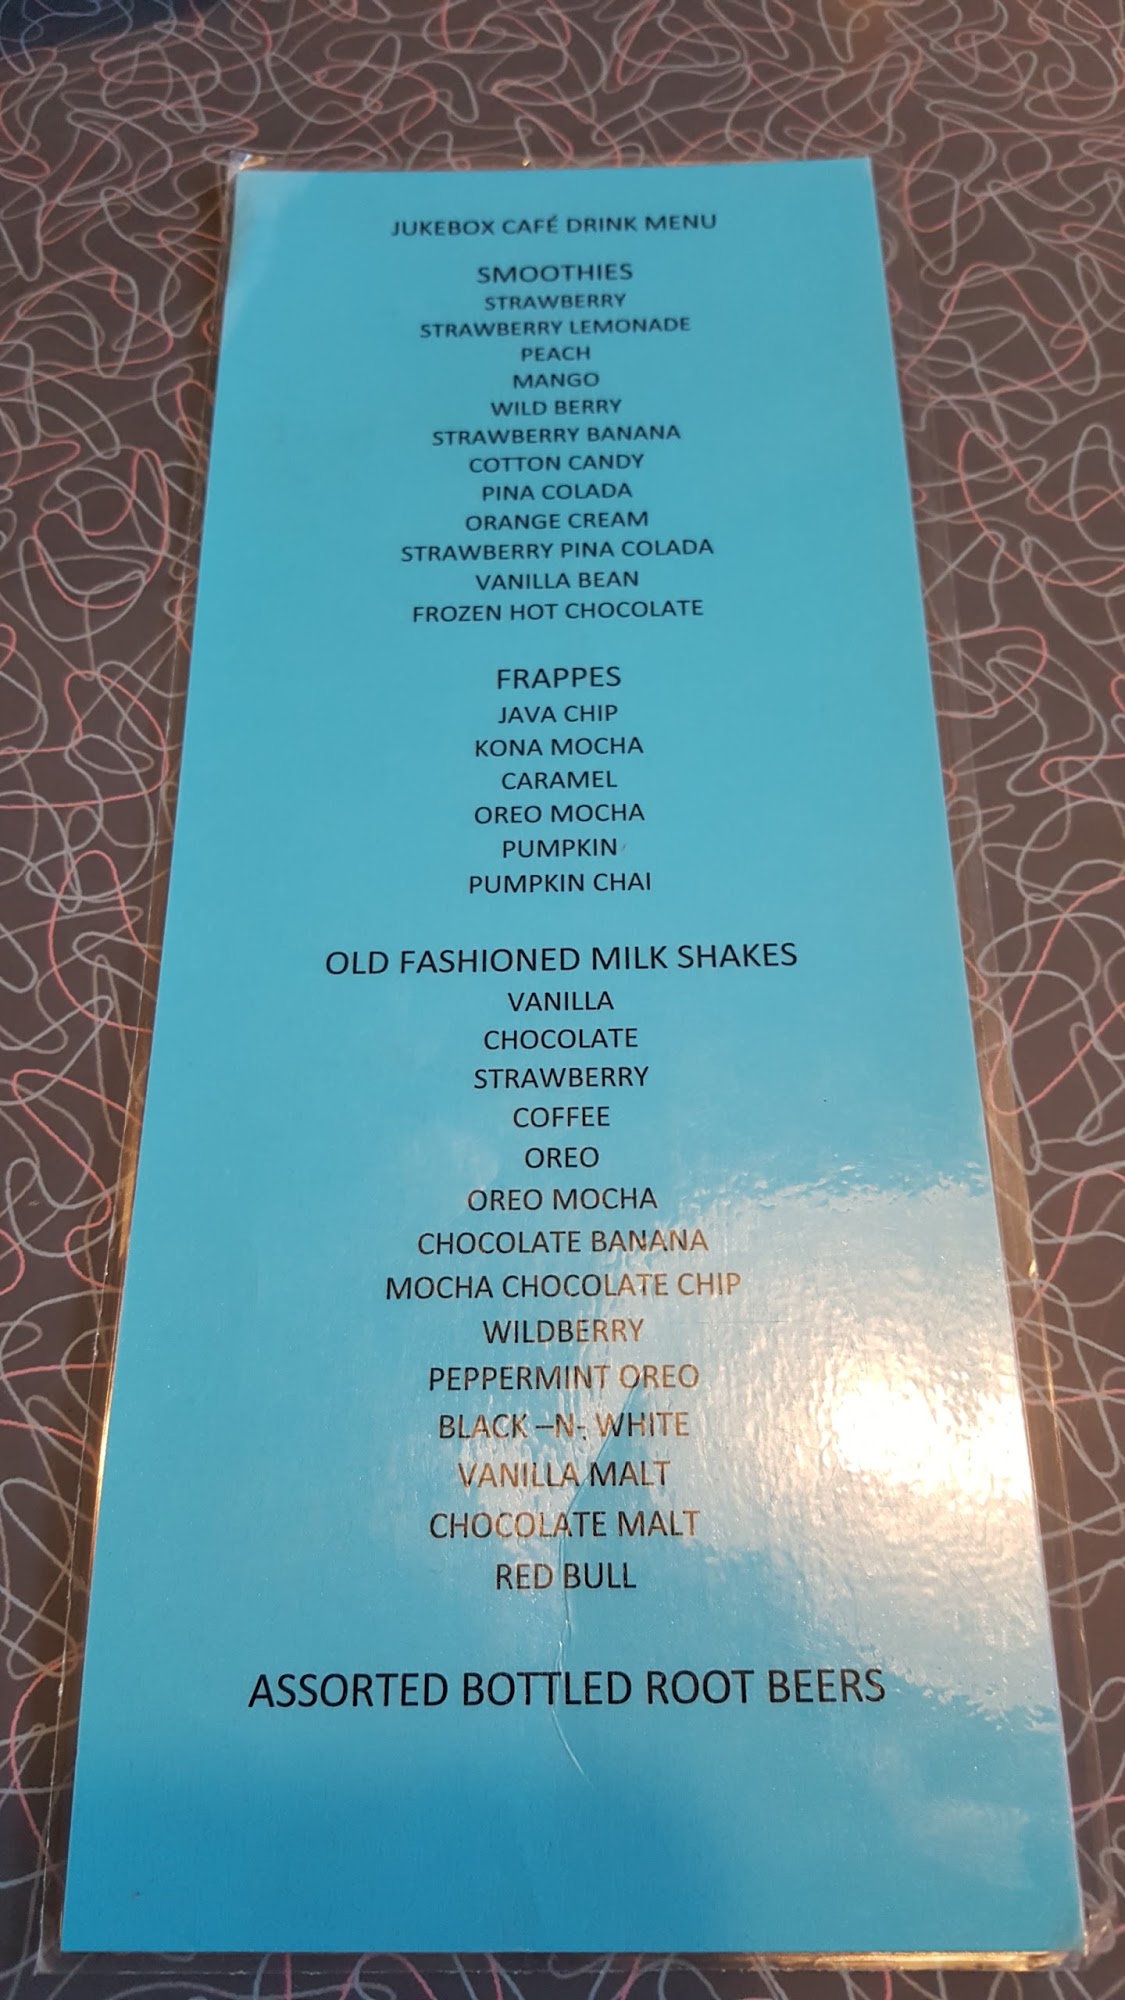 JUKEBOX CAFÉ DRINK MENU
SMOOTHIES
STRAWBERRY
STRAWBERRY LEMONADE
PEACH
MANGO
WILD BERRY
STRAWBERRY BANANA
COTTON CANDY
PINA COLADA
ORANGE CREAM
STRAWBERRY PINA COLADA
VANILLA BEAN
FROZEN HOT CHOCOLATE
FRAPPES
JAVA CHIP
KONA MOCHA
CARAMEL
OREO MOCHA
PUMPKIN
PUMPKIN CHAI
OLD FASHIONED MILK SHAKES
VANILLA
CHOCOLATE
STRAWBERRY
COFFEE
OREO
OREO MOCHA
CHOCOLATE BANANA
MOCHA CHOCOLATE CHIP
WILDBERRY
PEPPERMINT OREO
BLACK –N- WHITE
VANILLA MALT
CHOCOLATE MALT
RED BULL
ASSORTED BOTTLED ROOT BEERS